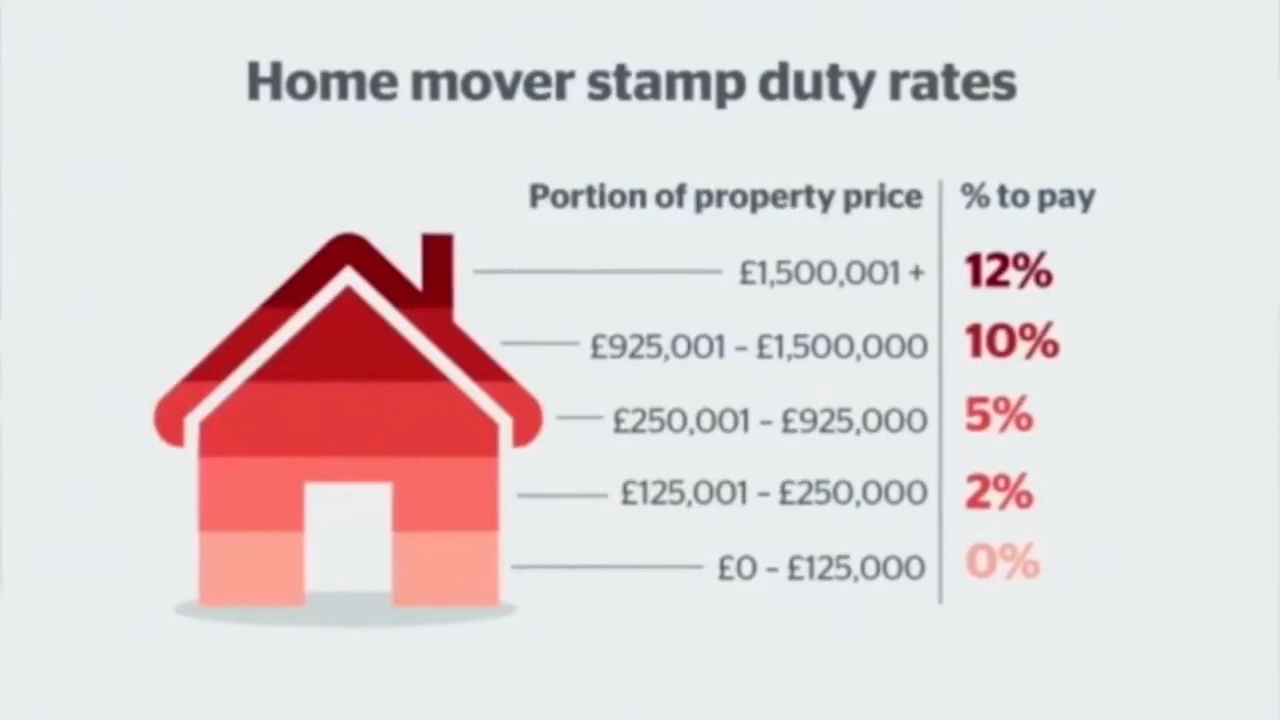 Home mover stamp duty rates
Portion of property price % to pay
£1,500,001 + 12%
£925,001 – £1,500,000 10%
£250,001 – £925,000 5%
£125,001 – £250,000 2%
£0 – £125,000 0%